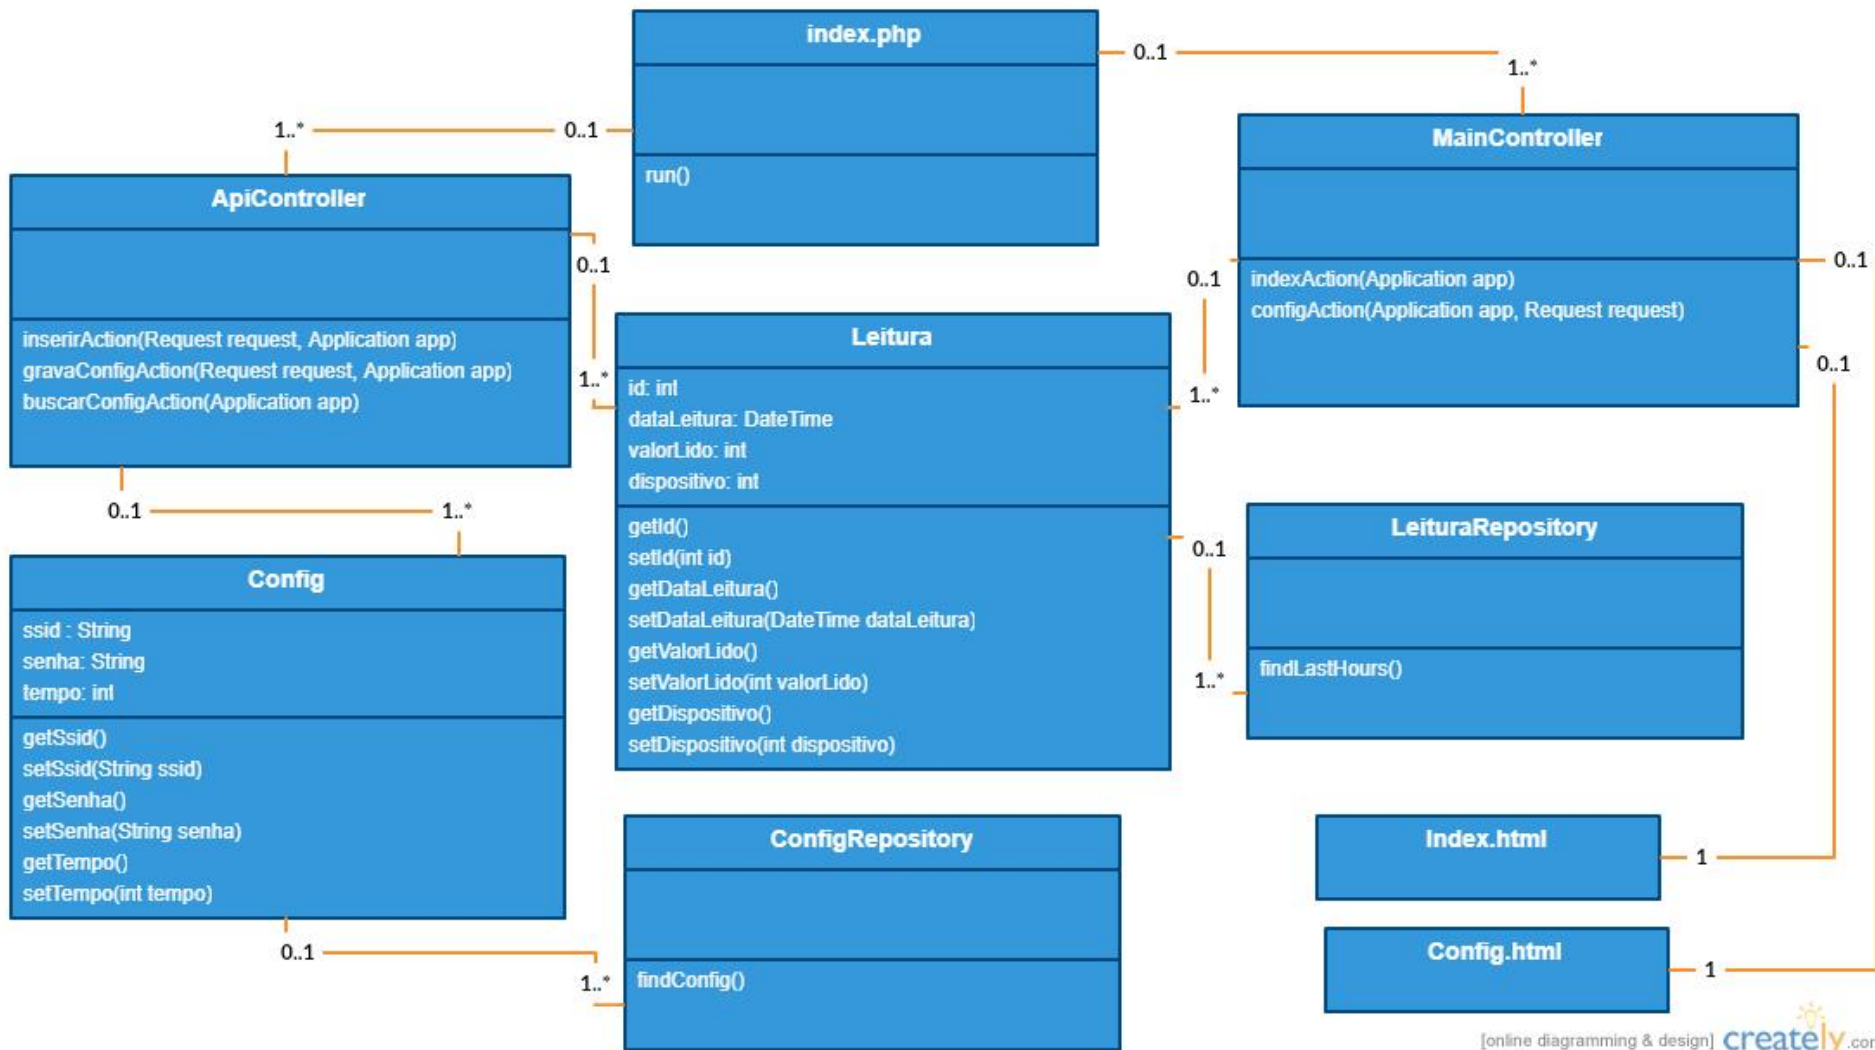 index.php
run()
0..1
1..*
1..*
0..1
MainController
indexAction(Application app)
configAction(Application app, Request request)
ApiController
inserirAction(Request request, Application app)
gravaConfigAction(Request request, Application app)
buscarConfigAction(Application app)
0..1
1..*
0..1
1..*
0..1
0..1
Leitura
id: int
dataLeitura: DateTime
valorLido: int
dispositivo: int
getId()
setId(int id)
getDataLeitura()
setDataLeitura(DateTime dataLeitura)
getValorLido()
setValorLido(int valorLido)
getDispositivo()
setDispositivo(int dispositivo)
0..1
1..*
LeituraRepository
findLastHours()
0..1
1..*
Config
ssid : String
senha: String
tempo: int
getSsid()
setSsid(String ssid)
getSenha()
setSenha(String senha)
getTempo()
setTempo(int tempo)
0..1
1..*
ConfigRepository
findConfig()
Index.html
1
Config.html
1
[online diagramming & design] creately.com